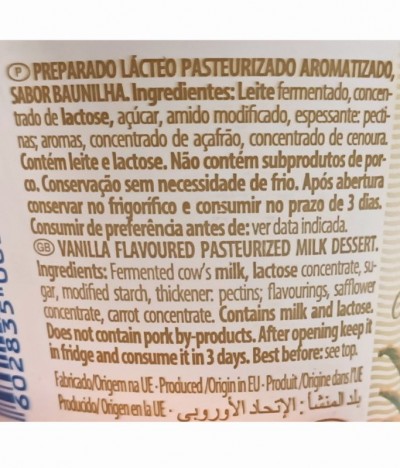 Ⓟ PREPARADO LÁCTEO PASTEURIZADO AROMATIZADO,
SABOR BAUNILHA. Ingredientes: Leite fermentado, concen-
trado de lactose, açúcar, amido modificado, espessante: pecti-
nas; aromas, concentrado de açafrão, concentrado de cenoura.
Contém leite e lactose. Não contém subprodutos de por-
co. Conservação sem necessidade de frio. Após abertura
conservar no frigorífico e consumir no prazo de 3 dias.
Consumir de preferência antes de: ver data indicada.
GB VANILLA FLAVOURED PASTEURIZED MILK DESSERT.
Ingredients: Fermented cow's milk, lactose concentrate, su-
gar, modified starch, thickener: pectins; flavourings, safflower
concentrate, carrot concentrate. Contains milk and lactose.
Does not contain pork by-products. After opening keep it
in fridge and consume it in 3 days. Best before: see top.
Fabricado/Origem na UE - Produced /Origin in EU - Produit /Origine dans l'UE
Producido/ Origen en la UE - بلد المنشأ: الإتحاد الأوروبي
602835